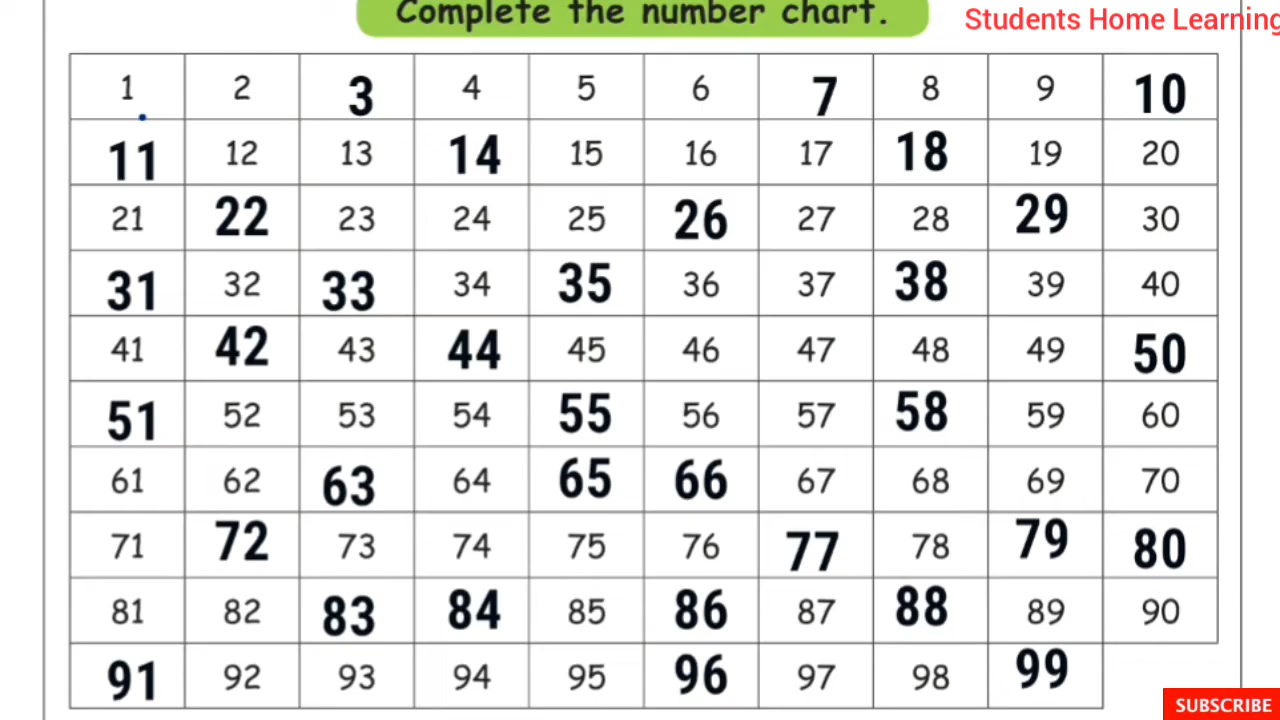 Complete the number chart.
Students Home Learning
1 2 3 4 5 6 7 8 9 10
11 12 13 14 15 16 17 18 19 20
21 22 23 24 25 26 27 28 29 30
31 32 33 34 35 36 37 38 39 40
41 42 43 44 45 46 47 48 49 50
51 52 53 54 55 56 57 58 59 60
61 62 63 64 65 66 67 68 69 70
71 72 73 74 75 76 77 78 79 80
81 82 83 84 85 86 87 88 89 90
91 92 93 94 95 96 97 98 99
SUBSCRIBE